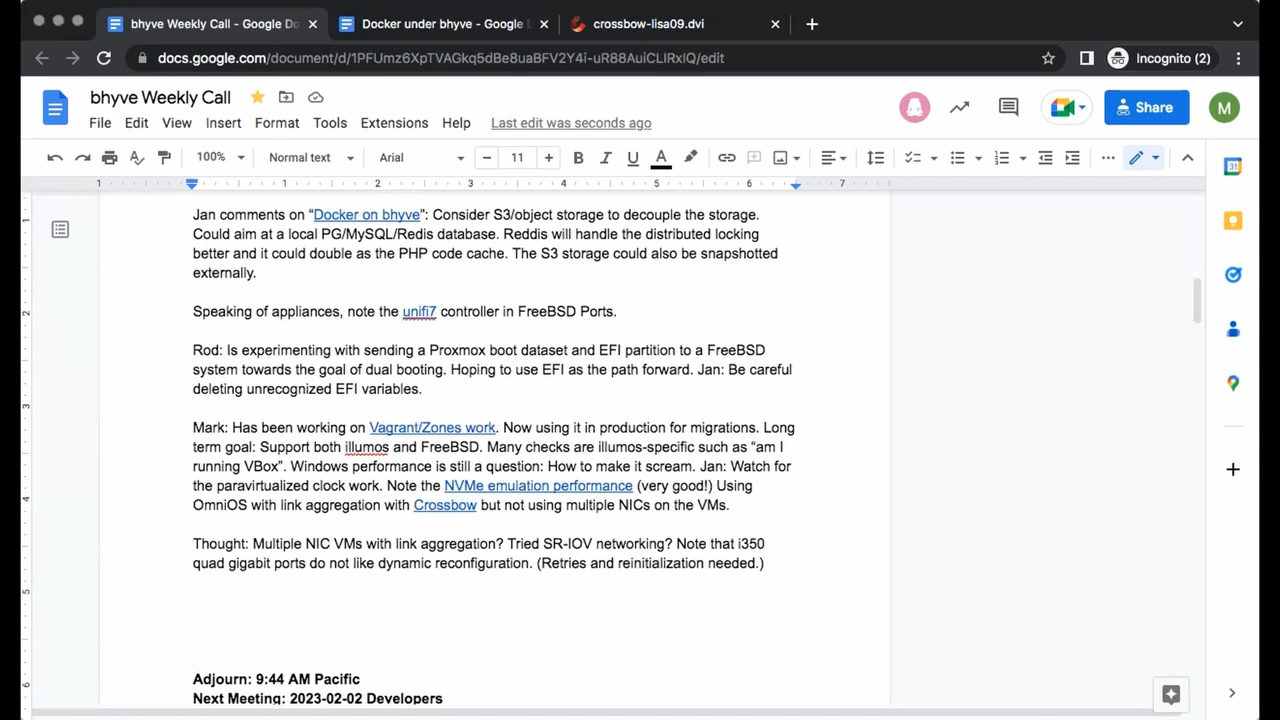 bhyve Weekly Call - Google Do
Docker under bhyve - Google
crossbow-lisa09.dvi
docs.google.com/document/d/1PFUmz6XpTVAGkq5dBe8uaBFV2Y4i-uR88AuiCLIRxlQ/edit
Incognito (2)
bhyve Weekly Call
File Edit View Insert Format Tools Extensions Help Last edit was seconds ago
Share
M
100% Normal text Arial 11 B I U A
1 1 2 3 4 5 6 7
Jan comments on “Docker on bhyve”: Consider S3/object storage to decouple the storage.
Could aim at a local PG/MySQL/Redis database. Reddis will handle the distributed locking
better and it could double as the PHP code cache. The S3 storage could also be snapshotted
externally.
Speaking of appliances, note the unifi7 controller in FreeBSD Ports.
Rod: Is experimenting with sending a Proxmox boot dataset and EFI partition to a FreeBSD
system towards the goal of dual booting. Hoping to use EFI as the path forward. Jan: Be careful
deleting unrecognized EFI variables.
Mark: Has been working on Vagrant/Zones work. Now using it in production for migrations. Long
term goal: Support both illumos and FreeBSD. Many checks are illumos-specific such as “am I
running VBox”. Windows performance is still a question: How to make it scream. Jan: Watch for
the paravirtualized clock work. Note the NVMe emulation performance (very good!) Using
OmniOS with link aggregation with Crossbow but not using multiple NICs on the VMs.
Thought: Multiple NIC VMs with link aggregation? Tried SR-IOV networking? Note that i350
quad gigabit ports do not like dynamic reconfiguration. (Retries and reinitialization needed.)
Adjourn: 9:44 AM Pacific
Next Meeting: 2023-02-02 Developers